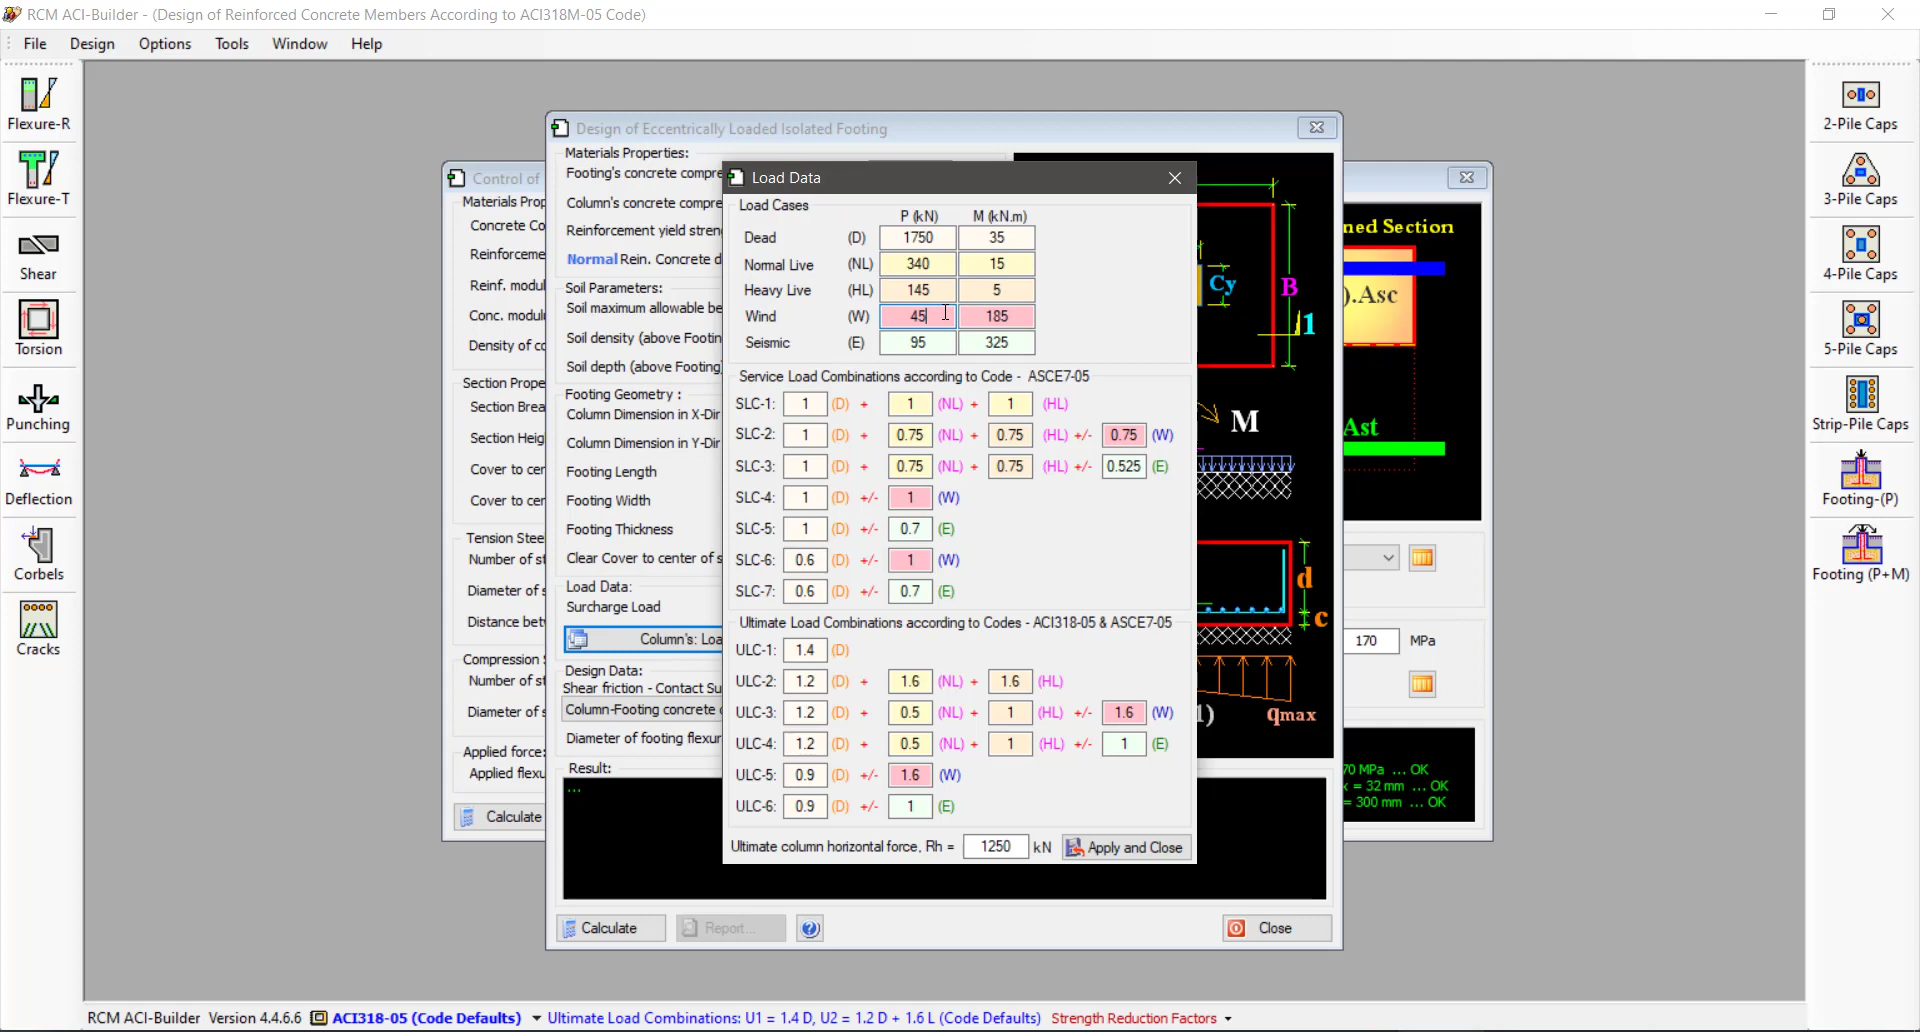 RCM ACI-Builder - (Design of Reinforced Concrete Members According to ACI318M-05 Code)
File Design Options Tools Window Help
Flexure-R
Flexure-T
Shear
Torsion
Punching
Deflection
Corbels
Cracks
Control of
Materials Prop
Concrete Co
Reinforceme
Reinf. modul
Conc. modul
Density of co
Section Prope
Section Brea
Section Heig
Cover to cer
Cover to cer
Tension Stee
Number of st
Diameter of s
Distance betv
Compression S
Number of st
Diameter of s
Applied force:
Applied flexu
Calculate
Design of Eccentrically Loaded Isolated Footing
Materials Properties:
Footing's concrete compre
Column's concrete compre
Reinforcement yield stren
Normal Rein. Concrete d
Soil Parameters:
Soil maximum allowable be
Soil density (above Footin
Soil depth (above Footing)
Footing Geometry :
Column Dimension in X-Dir
Column Dimension in Y-Dir
Footing Length
Footing Width
Footing Thickness
Clear Cover to center of s
Load Data:
Surcharge Load
Column's: Loa
Design Data:
Shear friction - Contact Su
Column-Footing concrete c
Diameter of footing flexur
Result:
...
Calculate Report... Close
Load Data
Load Cases
P (kN) M (kN.m)
Dead (D) 1750 35
Normal Live (NL) 340 15
Heavy Live (HL) 145 5
Wind (W) 45 185
Seismic (E) 95 325
Service Load Combinations according to Code - ASCE7-05
SLC-1: 1 (D) + 1 (NL) + 1 (HL)
SLC-2: 1 (D) + 0.75 (NL) + 0.75 (HL) +/- 0.75 (W)
SLC-3: 1 (D) + 0.75 (NL) + 0.75 (HL) +/- 0.525 (E)
SLC-4: 1 (D) +/- 1 (W)
SLC-5: 1 (D) +/- 0.7 (E)
SLC-6: 0.6 (D) +/- 1 (W)
SLC-7: 0.6 (D) +/- 0.7 (E)
Ultimate Load Combinations according to Codes - ACI318-05 & ASCE7-05
ULC-1: 1.4 (D)
ULC-2: 1.2 (D) + 1.6 (NL) + 1.6 (HL)
ULC-3: 1.2 (D) + 0.5 (NL) + 1 (HL) +/- 1.6 (W)
ULC-4: 1.2 (D) + 0.5 (NL) + 1 (HL) +/- 1 (E)
ULC-5: 0.9 (D) +/- 1.6 (W)
ULC-6: 0.9 (D) +/- 1 (E)
Ultimate column horizontal force, Rh = 1250 kN Apply and Close
Cy
B
1
M
d
c
1)
qmax
ned Section
).Asc
Ast
170 MPa
70 MPa ... OK
x = 32 mm ... OK
= 300 mm ... OK
2-Pile Caps
3-Pile Caps
4-Pile Caps
5-Pile Caps
Strip-Pile Caps
Footing-(P)
Footing (P+M)
RCM ACI-Builder Version 4.4.6.6 ACI318-05 (Code Defaults) Ultimate Load Combinations: U1 = 1.4 D, U2 = 1.2 D + 1.6 L (Code Defaults) Strength Reduction Factors